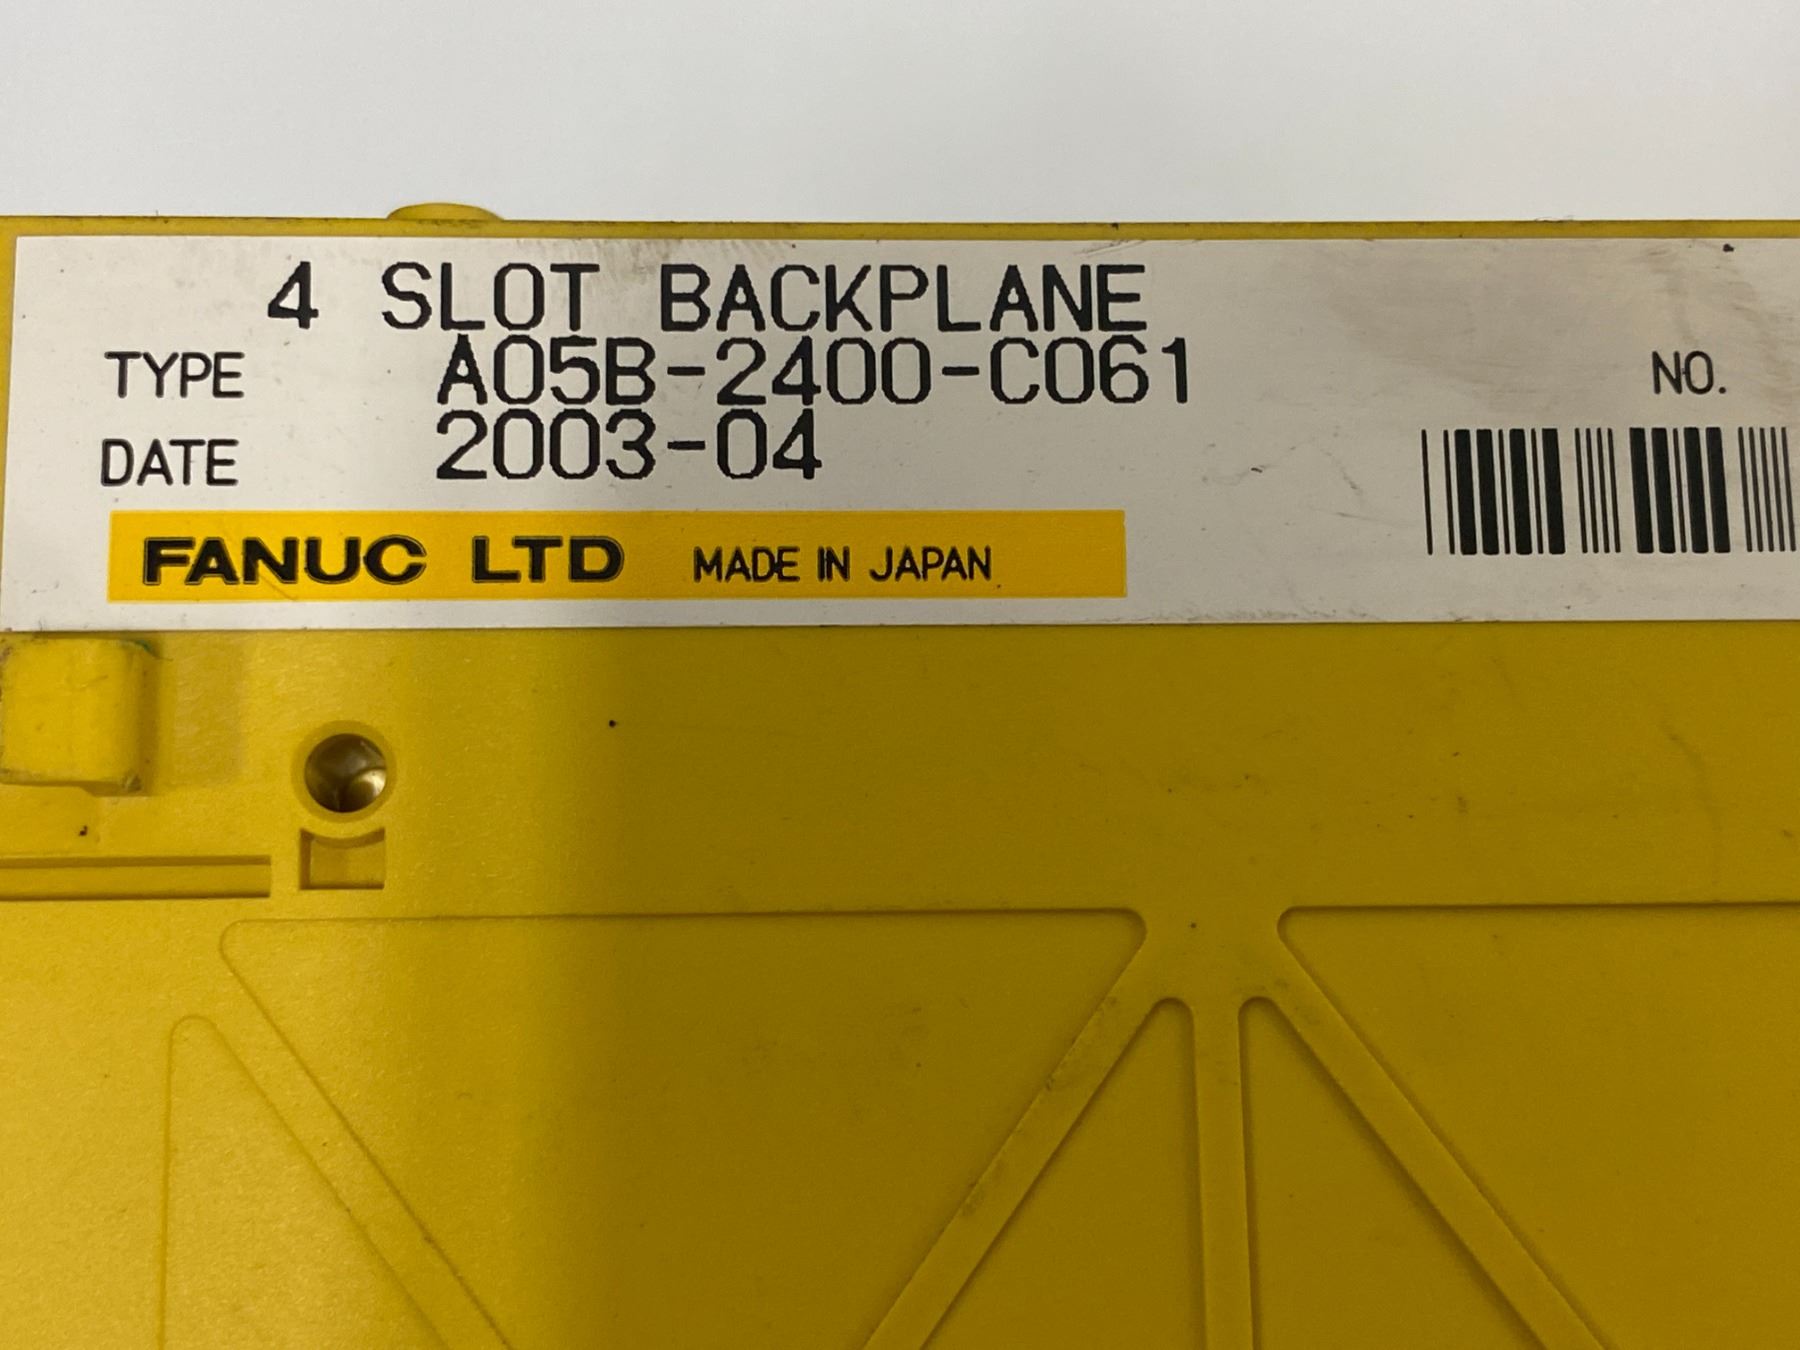 4 SLOT BACKPLANE
TYPE A05B-2400-C061 NO.
DATE 2003-04
FANUC LTD MADE IN JAPAN